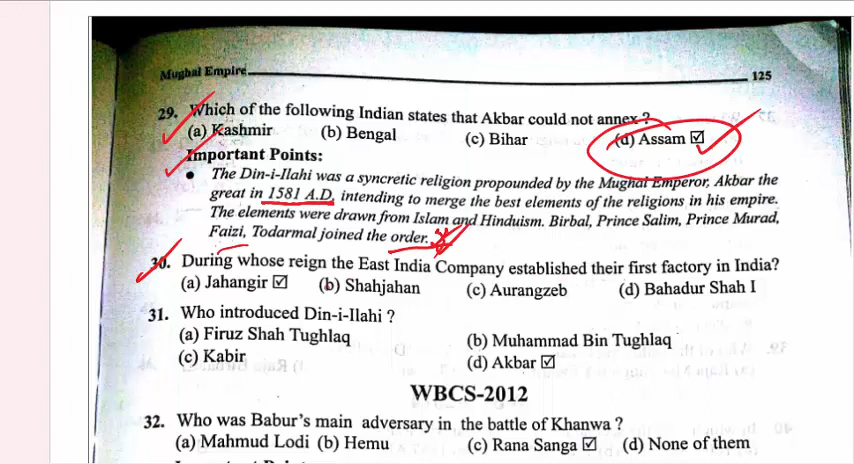 Mughal Empire 125
29. Which of the following Indian states that Akbar could not annex ?
(a) Kashmir (b) Bengal (c) Bihar (d) Assam ☑
Important Points:
• The Din-i-Ilahi was a syncretic religion propounded by the Mughal Emperor, Akbar the
great in 1581 A.D, intending to merge the best elements of the religions in his empire.
The elements were drawn from Islam and Hinduism. Birbal, Prince Salim, Prince Murad,
Faizi, Todarmal joined the order.
30. During whose reign the East India Company established their first factory in India?
(a) Jahangir ☑ (b) Shahjahan (c) Aurangzeb (d) Bahadur Shah I
31. Who introduced Din-i-Ilahi ?
(a) Firuz Shah Tughlaq (b) Muhammad Bin Tughlaq
(c) Kabir (d) Akbar ☑
WBCS-2012
32. Who was Babur's main adversary in the battle of Khanwa ?
(a) Mahmud Lodi (b) Hemu (c) Rana Sanga ☑ (d) None of them